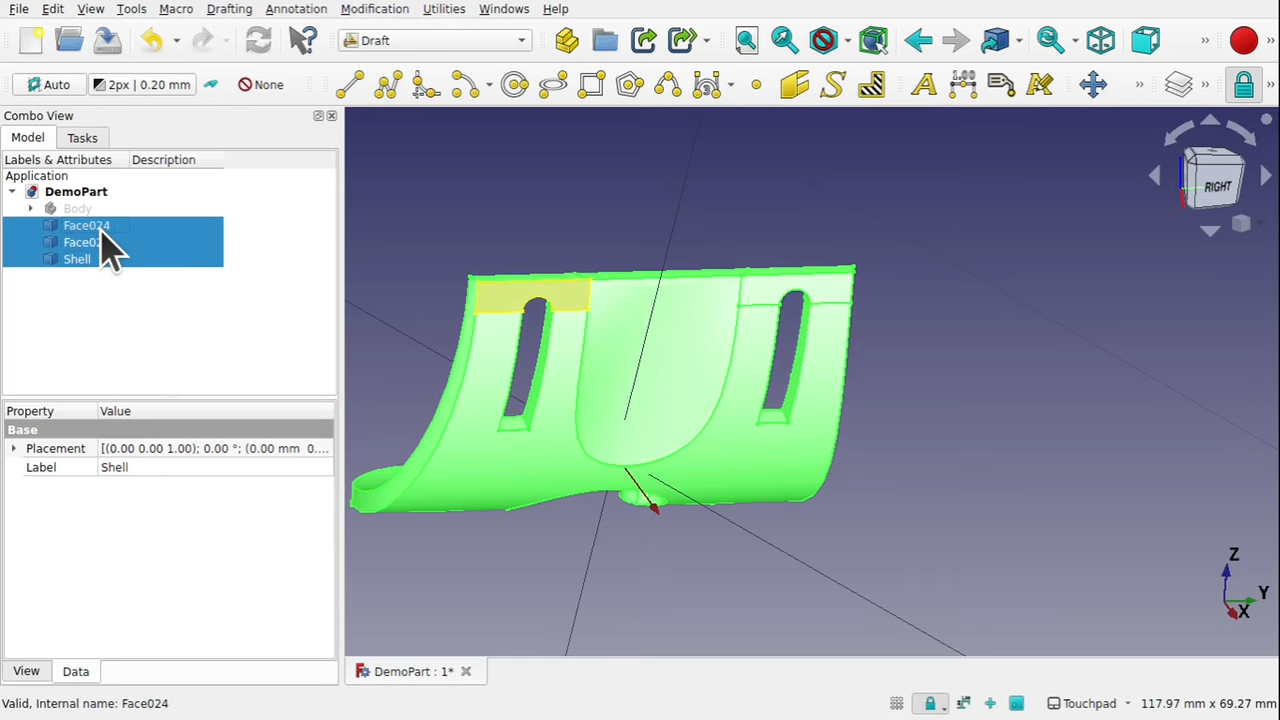 File Edit View Tools Macro Drafting Annotation Modification Utilities Windows Help
Draft
Auto 2px | 0.20 mm None
Combo View
Model Tasks
Labels & Attributes Description
Application
DemoPart
Body
Face024
Shell
Property Value
Base
Placement [(0.00 0.00 1.00); 0.00 °; (0.00 mm 0....
Label Shell
View Data
RIGHT
Z
Y
X
DemoPart : 1*
Valid, Internal name: Face024
Touchpad 117.97 mm x 69.27 mm